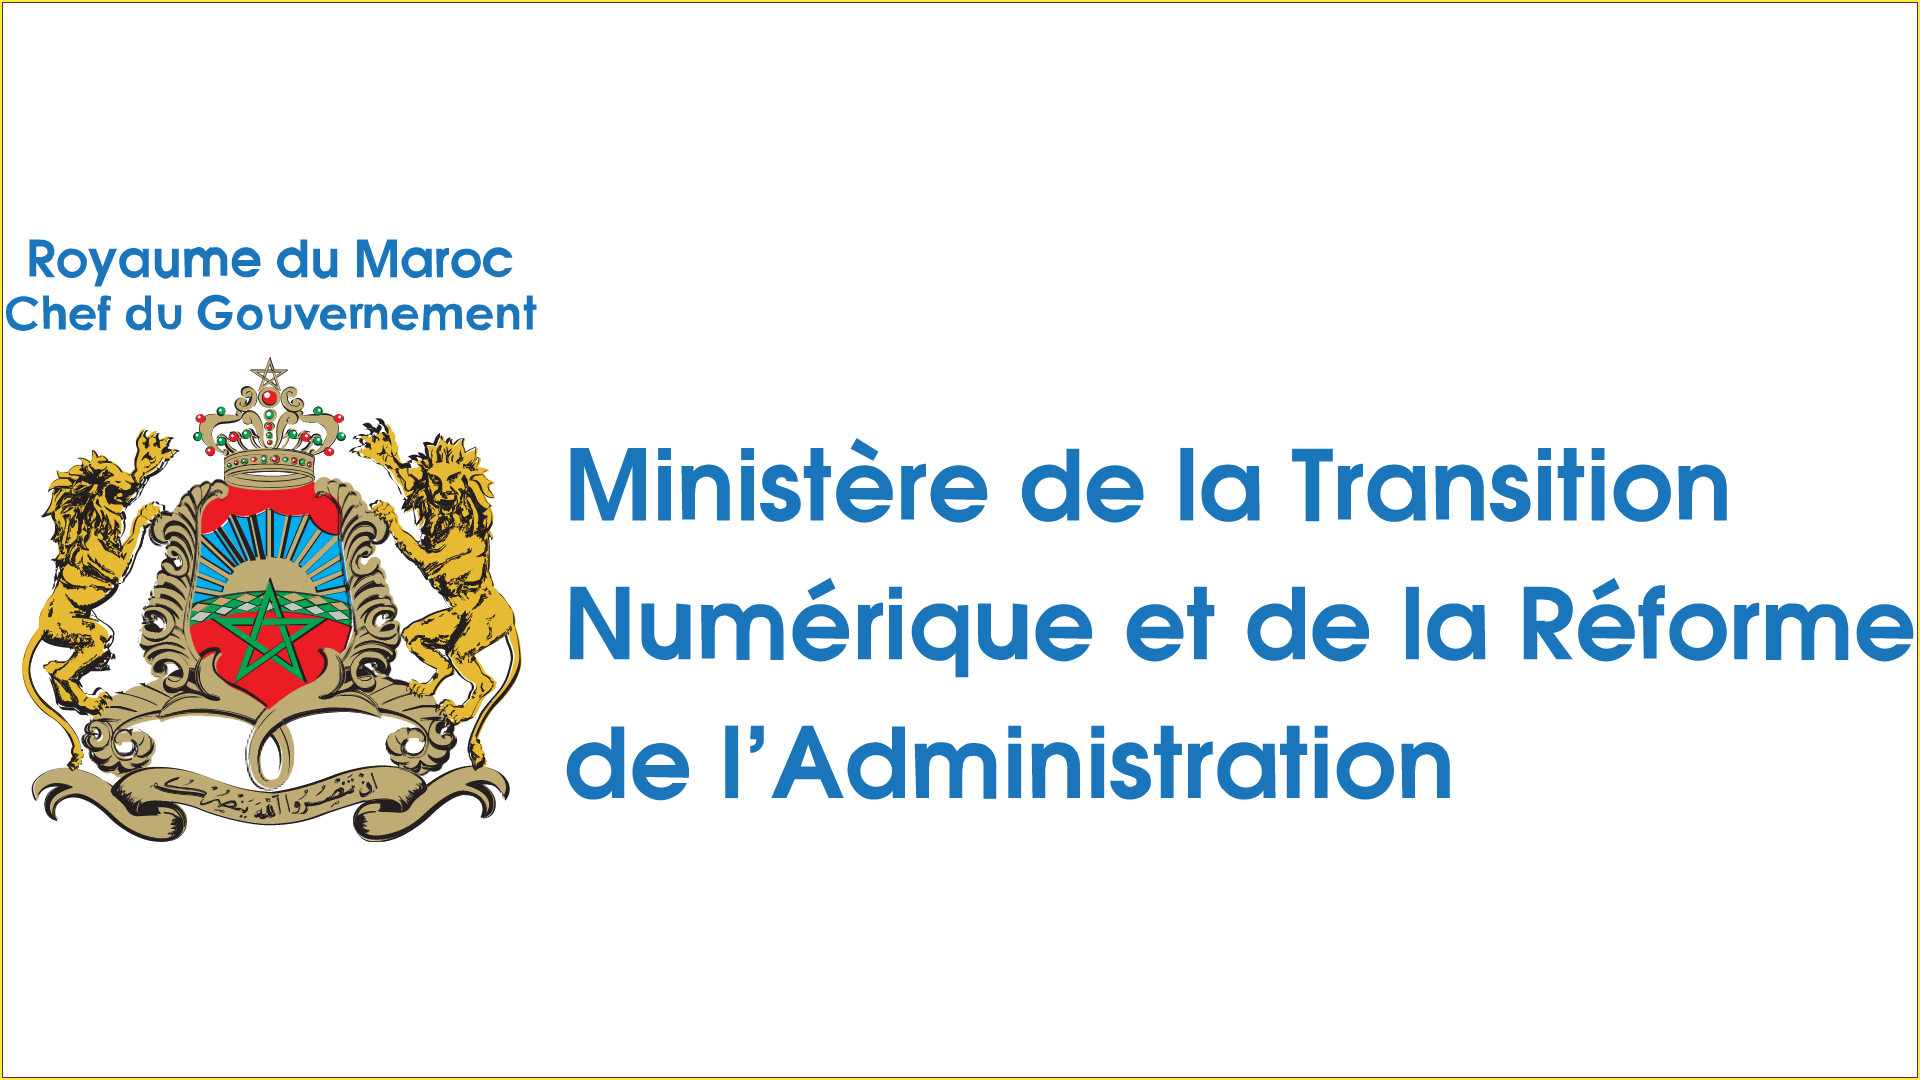 Royaume du Maroc
Chef du Gouvernement
Ministère de la Transition
Numérique et de la Réforme
de l’Administration
إن تنصروا الله ينصركم